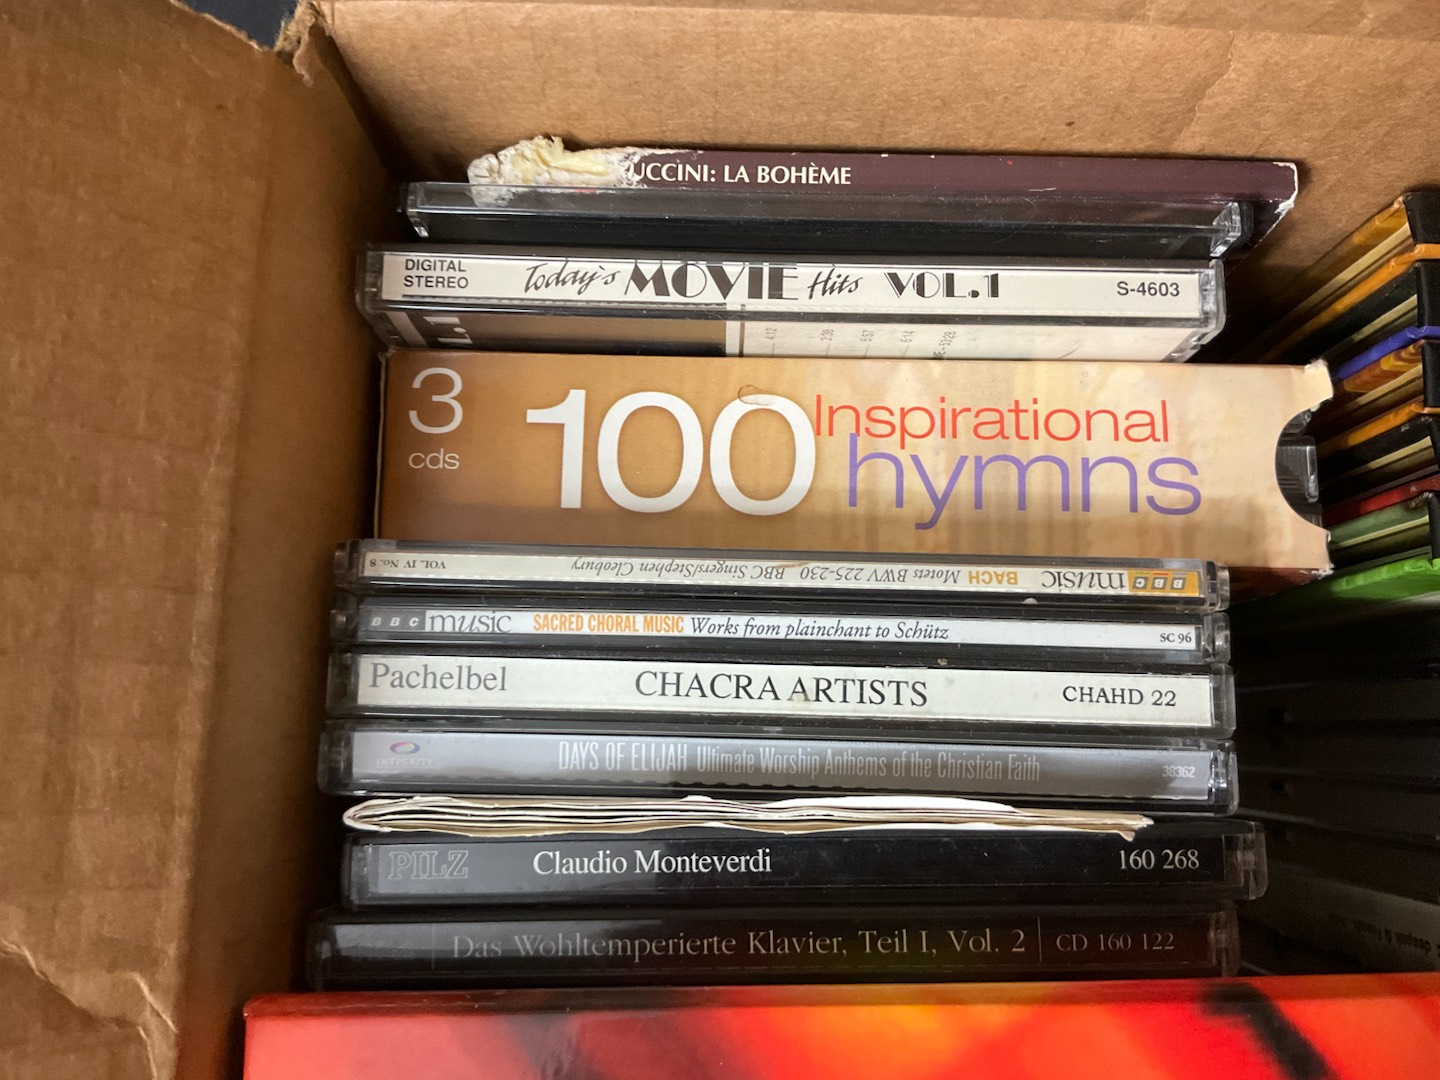 UCCINI: LA BOHÈME
DIGITAL
STEREO
Today's MOVIE Hits VOL.1
S-4603
3
cds
100 Inspirational
hymns
BBC music BACH Motets BWV 225-230 BBC Singers/Stephen Cleobury VOL. IV No. 8
BBC music SACRED CHORAL MUSIC Works from plainchant to Schütz SC 96
Pachelbel CHACRA ARTISTS CHAHD 22
INTEGRITY DAYS OF ELIJAH Ultimate Worship Anthems of the Christian Faith 38362
PILZ Claudio Monteverdi 160 268
Das Wohltemperierte Klavier, Teil I, Vol. 2 CD 160 122